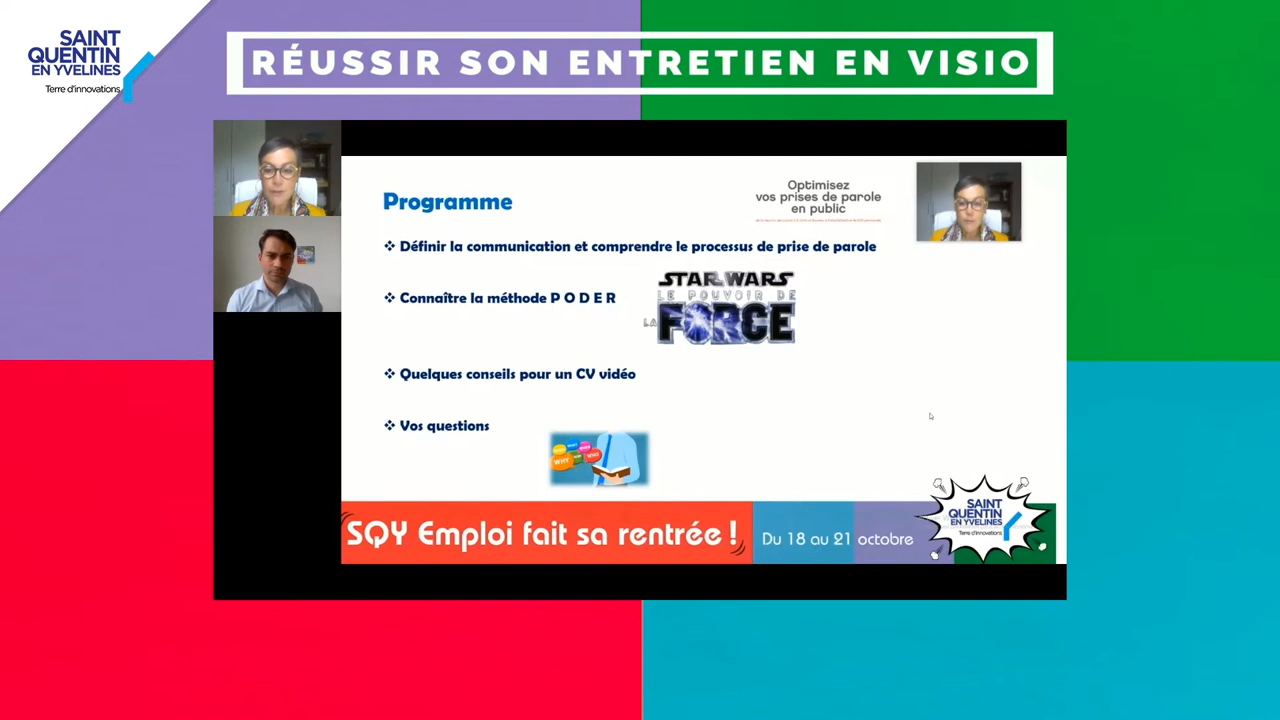 SAINT
QUENTIN
EN YVELINES
Terre d'innovations
RÉUSSIR SON ENTRETIEN EN VISIO
Programme
Optimisez
vos prises de parole
en public
❖ Définir la communication et comprendre le processus de prise de parole
❖ Connaître la méthode P O D E R
STAR WARS
LE POUVOIR DE
LA FORCE
❖ Quelques conseils pour un CV vidéo
❖ Vos questions
WHY
SQY Emploi fait sa rentrée !
Du 18 au 21 octobre
SAINT
QUENTIN
EN YVELINES
Terre d'innovations